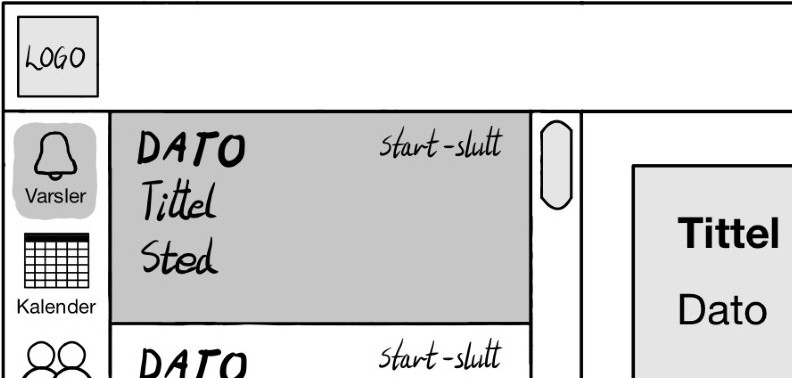 LOGO
Varsler
Kalender
DATO start-slutt
Tittel
Sted
DATO start-slutt
Tittel
Dato